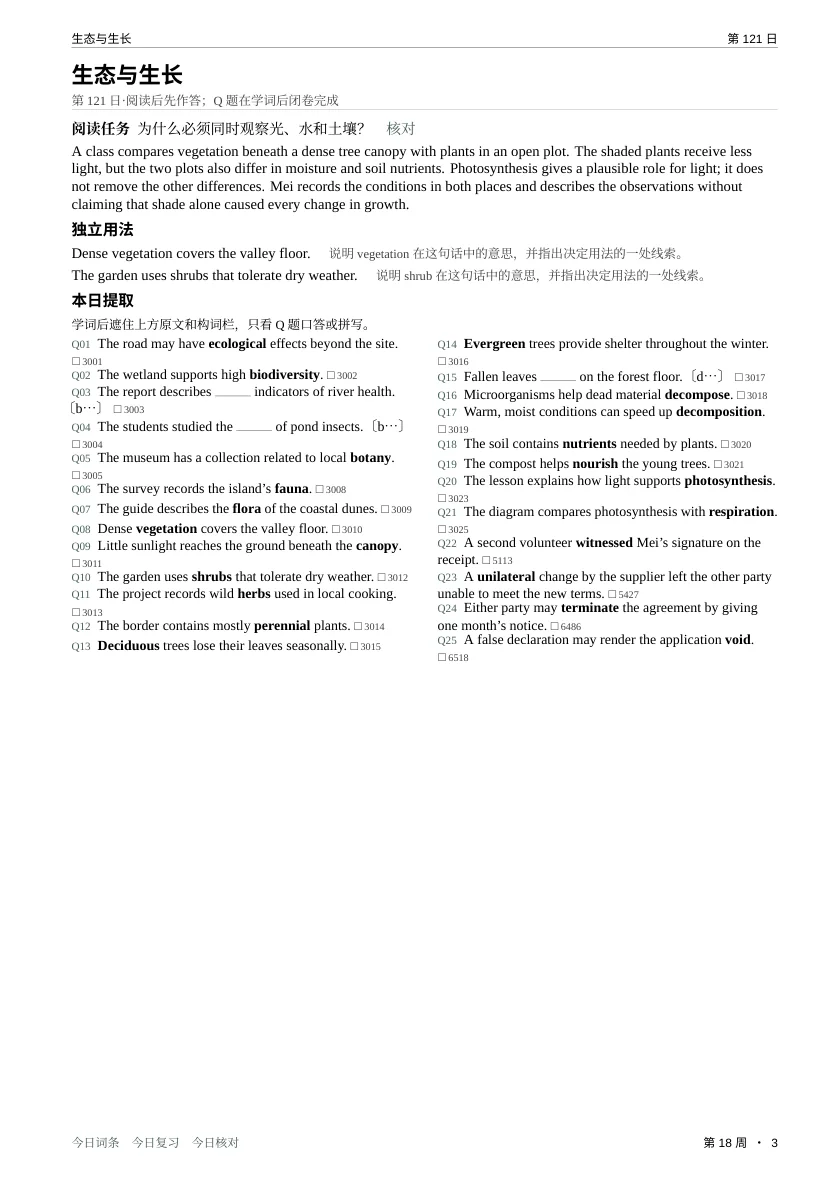 生态与生长 第 121 日
生态与生长
第 121 日·阅读后先作答；Q 题在学词后闭卷完成
阅读任务 为什么必须同时观察光、水和土壤？ 核对
A class compares vegetation beneath a dense tree canopy with plants in an open plot. The shaded plants receive less
light, but the two plots also differ in moisture and soil nutrients. Photosynthesis gives a plausible role for light; it does
not remove the other differences. Mei records the conditions in both places and describes the observations without
claiming that shade alone caused every change in growth.
独立用法
Dense vegetation covers the valley floor. 说明 vegetation 在这句话中的意思，并指出决定用法的一处线索。
The garden uses shrubs that tolerate dry weather. 说明 shrub 在这句话中的意思，并指出决定用法的一处线索。
本日提取
学词后遮住上方原文和构词栏，只看 Q 题口答或拼写。
Q01 The road may have ecological effects beyond the site.
□ 3001
Q02 The wetland supports high biodiversity. □ 3002
Q03 The report describes _____ indicators of river health.
〔b···〕 □ 3003
Q04 The students studied the _____ of pond insects.〔b···〕
□ 3004
Q05 The museum has a collection related to local botany.
□ 3005
Q06 The survey records the island’s fauna. □ 3008
Q07 The guide describes the flora of the coastal dunes. □ 3009
Q08 Dense vegetation covers the valley floor. □ 3010
Q09 Little sunlight reaches the ground beneath the canopy.
□ 3011
Q10 The garden uses shrubs that tolerate dry weather. □ 3012
Q11 The project records wild herbs used in local cooking.
□ 3013
Q12 The border contains mostly perennial plants. □ 3014
Q13 Deciduous trees lose their leaves seasonally. □ 3015
Q14 Evergreen trees provide shelter throughout the winter.
□ 3016
Q15 Fallen leaves _____ on the forest floor.〔d···〕 □ 3017
Q16 Microorganisms help dead material decompose. □ 3018
Q17 Warm, moist conditions can speed up decomposition.
□ 3019
Q18 The soil contains nutrients needed by plants. □ 3020
Q19 The compost helps nourish the young trees. □ 3021
Q20 The lesson explains how light supports photosynthesis.
□ 3023
Q21 The diagram compares photosynthesis with respiration.
□ 3025
Q22 A second volunteer witnessed Mei’s signature on the
receipt. □ 5113
Q23 A unilateral change by the supplier left the other party
unable to meet the new terms. □ 5427
Q24 Either party may terminate the agreement by giving
one month’s notice. □ 6486
Q25 A false declaration may render the application void.
□ 6518
今日词条 今日复习 今日核对 第 18 周 · 3